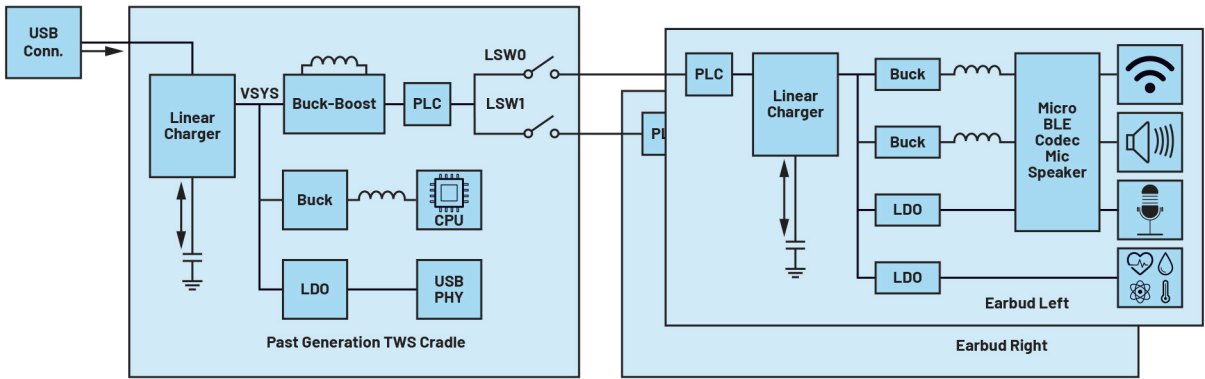 USB
Conn.
Linear
Charger
VSYS
Buck-Boost
PLC
LSW0
LSW1
Buck
CPU
LDO
USB
PHY
Past Generation TWS Cradle
PLC
Linear
Charger
Buck
Buck
LDO
LDO
Micro
BLE
Codec
Mic
Speaker
Earbud Left
Earbud Right